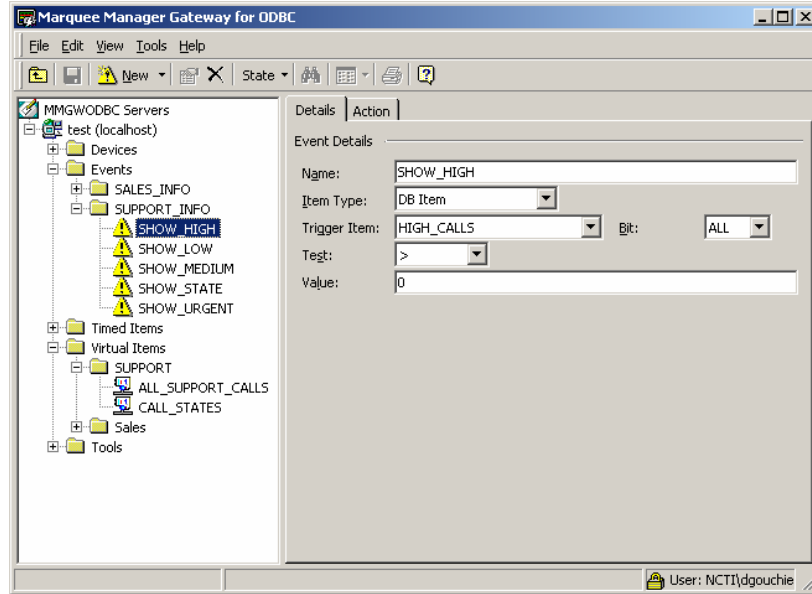 Marquee Manager Gateway for ODBC
File Edit View Tools Help
New State
MMGWODBC Servers
test (localhost)
Devices
Events
SALES_INFO
SUPPORT_INFO
SHOW_HIGH
SHOW_LOW
SHOW_MEDIUM
SHOW_STATE
SHOW_URGENT
Timed Items
Virtual Items
SUPPORT
ALL_SUPPORT_CALLS
CALL_STATES
Sales
Tools
Details Action
Event Details
Name: SHOW_HIGH
Item Type: DB Item
Trigger Item: HIGH_CALLS Bit: ALL
Test: >
Value: 0
User: NCTI\dgouchie